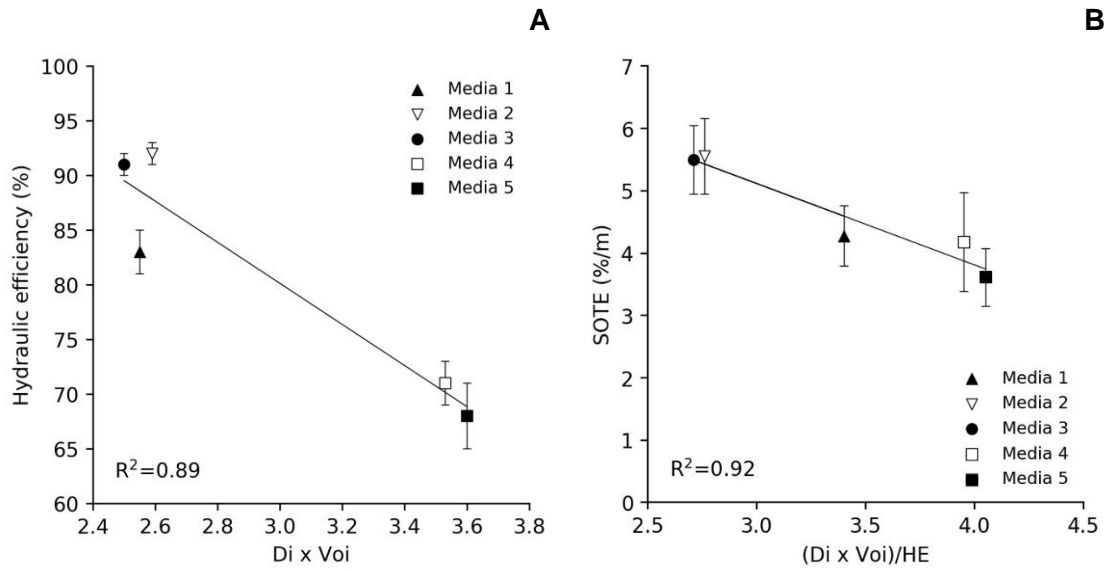 A
100
95
90
85
80
75
70
65
60
Hydraulic efficiency (%)
Media 1
Media 2
Media 3
Media 4
Media 5
R²=0.89
2.4 2.6 2.8 3.0 3.2 3.4 3.6 3.8
Di x Voi
B
7
6
5
4
3
2
1
0
SOTE (%/m)
Media 1
Media 2
Media 3
Media 4
Media 5
R²=0.92
2.5 3.0 3.5 4.0 4.5
(Di x Voi)/HE